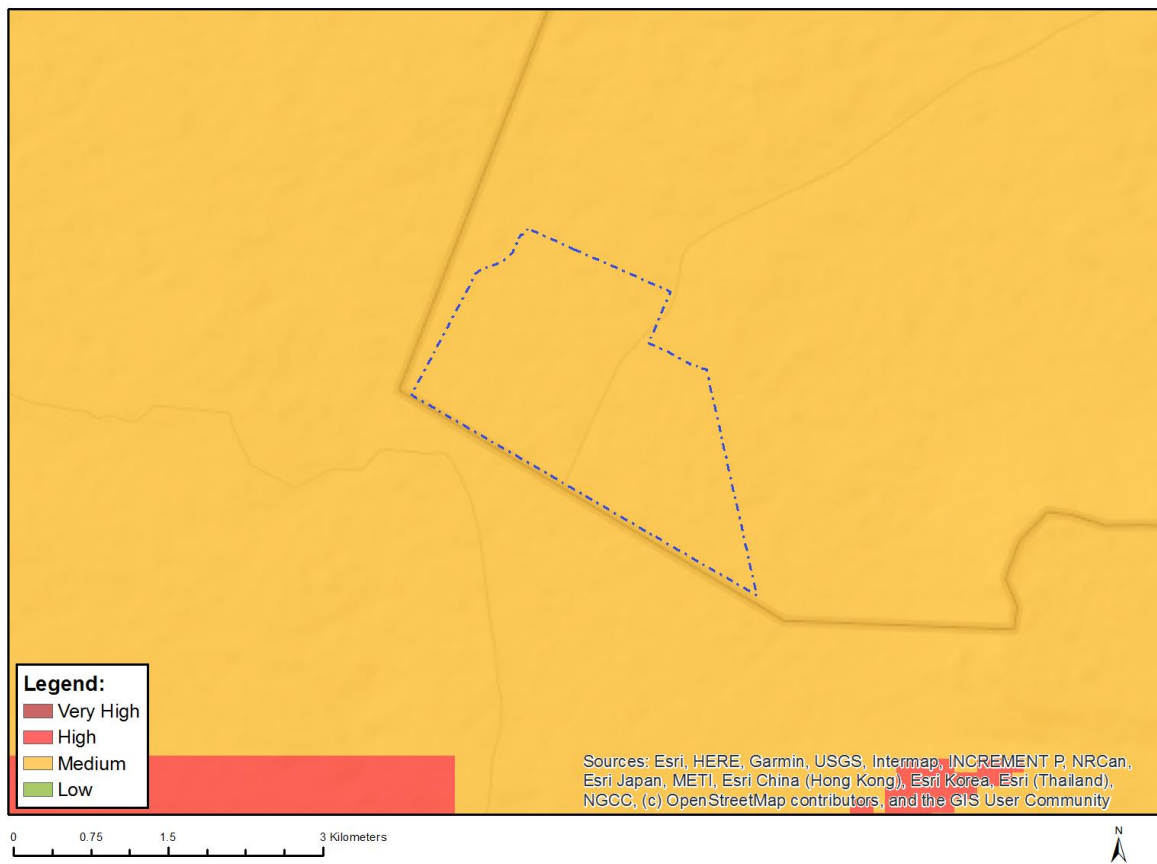 Legend:
Very High
High
Medium
Low
Sources: Esri, HERE, Garmin, USGS, Intermap, INCREMENT P, NRCan,
Esri Japan, METI, Esri China (Hong Kong), Esri Korea, Esri (Thailand),
NGCC, (c) OpenStreetMap contributors, and the GIS User Community
0 0.75 1.5 3 Kilometers
N